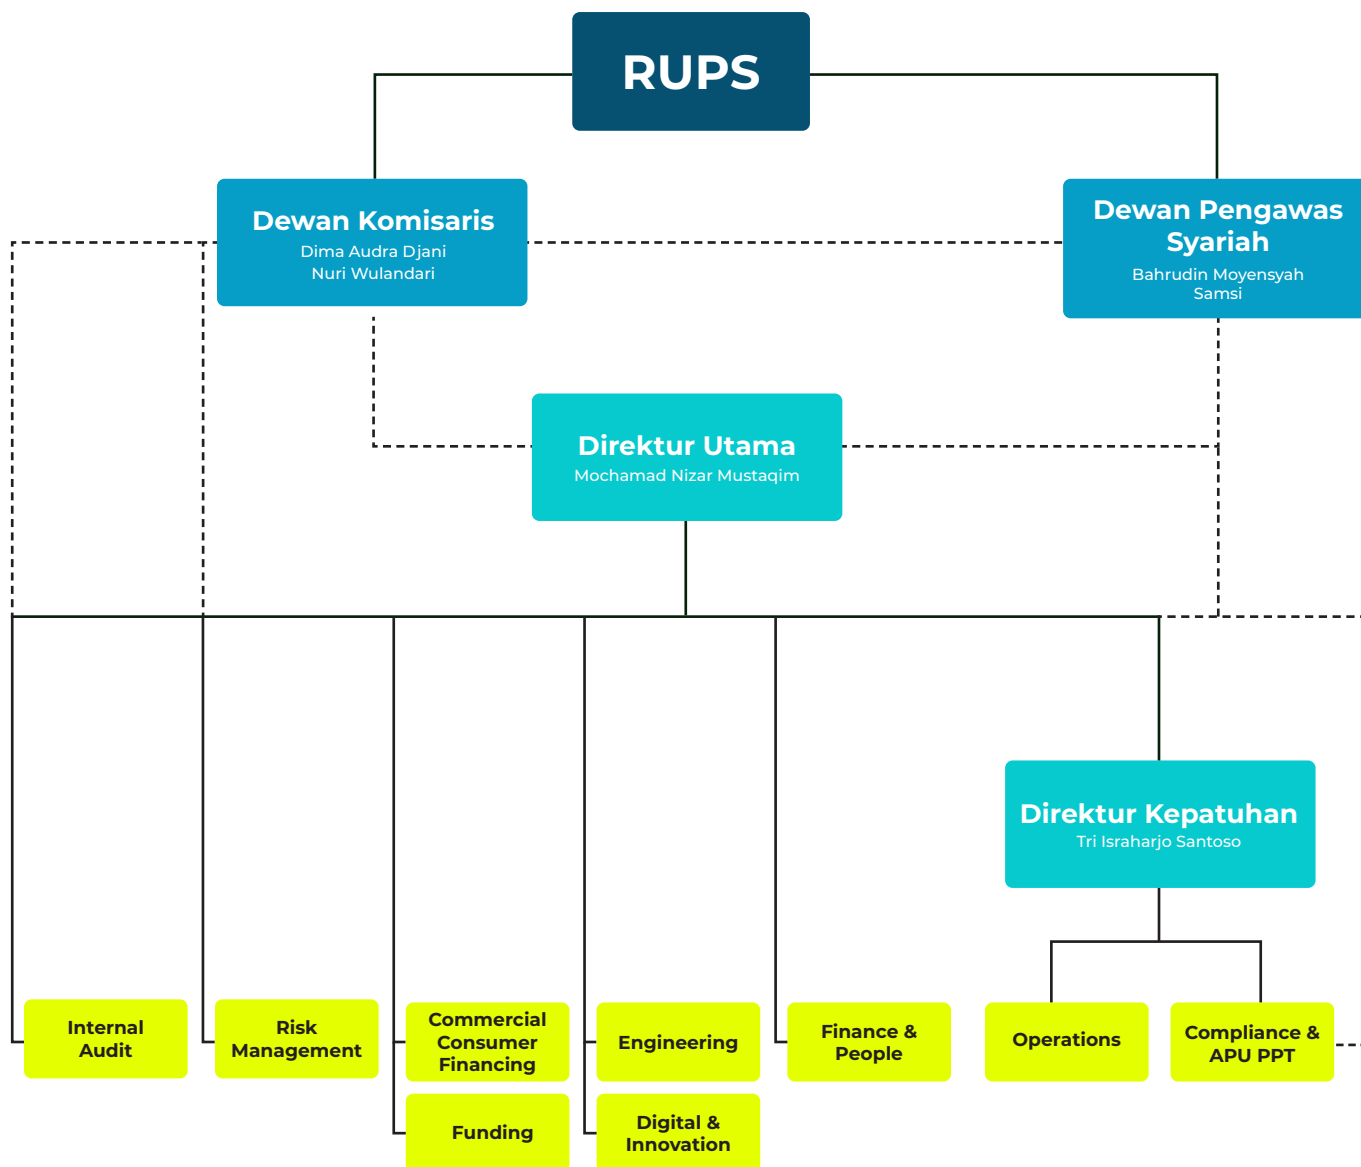 RUPS
Dewan Komisaris
Dima Audra Djani
Nuri Wulandari
Dewan Pengawas
Syariah
Bahrudin Moyensyah
Samsi
Direktur Utama
Mochamad Nizar Mustaqim
Direktur Kepatuhan
Tri Israharjo Santoso
Internal
Audit
Risk
Management
Commercial
Consumer
Financing
Engineering
Finance &
People
Operations
Compliance &
APU PPT
Funding
Digital &
Innovation